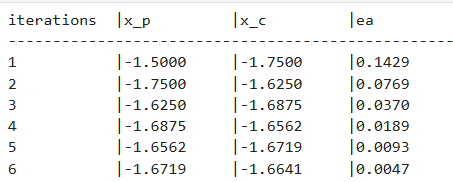 iterations |x_p |x_c |ea
--------------------------------------------------
1 |-1.5000 |-1.7500 |0.1429
2 |-1.7500 |-1.6250 |0.0769
3 |-1.6250 |-1.6875 |0.0370
4 |-1.6875 |-1.6562 |0.0189
5 |-1.6562 |-1.6719 |0.0093
6 |-1.6719 |-1.6641 |0.0047